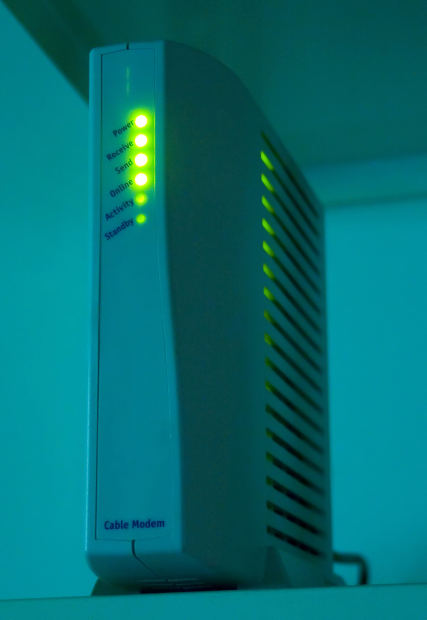 Power
Receive
Send
Online
Activity
Standby
Cable Modem